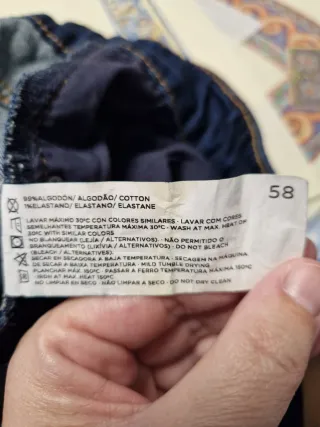 58
99%ALGODÓN/ ALGODÃO/ COTTON
1%ELASTANO/ ELASTANO/ ELASTANE
LAVAR MÁXIMO 30ºC CON COLORES SIMILARES · LAVAR COM CORES
SEMELHANTES TEMPERATURA MÁXIMA 30ºC · WASH AT MAX. HEAT OF
30ºC WITH SIMILAR COLORS
NO BLANQUEAR (LEJÍA / ALTERNATIVOS) · NÃO PERMITIDO O
BRANQUEAMENTO (LIXÍVIA / ALTERNATIVOS) · DO NOT BLEACH
(BLEACH / ALTERNATIVES).
SECAR EN SECADORA A BAJA TEMPERATURA · SECAGEM NA MÁQUINA
DE SECAR A BAIXA TEMPERATURA · MILD TUMBLE DRYING
PLANCHAR MÁX 150ºC · PASSAR A FERRO TEMPERATURA MÁXIMA 150ºC
· IRON AT MAX. HEAT 150ºC
NO LIMPIAR EN SECO · NÃO LIMPAR A SECO · DO NOT DRY CLEAN